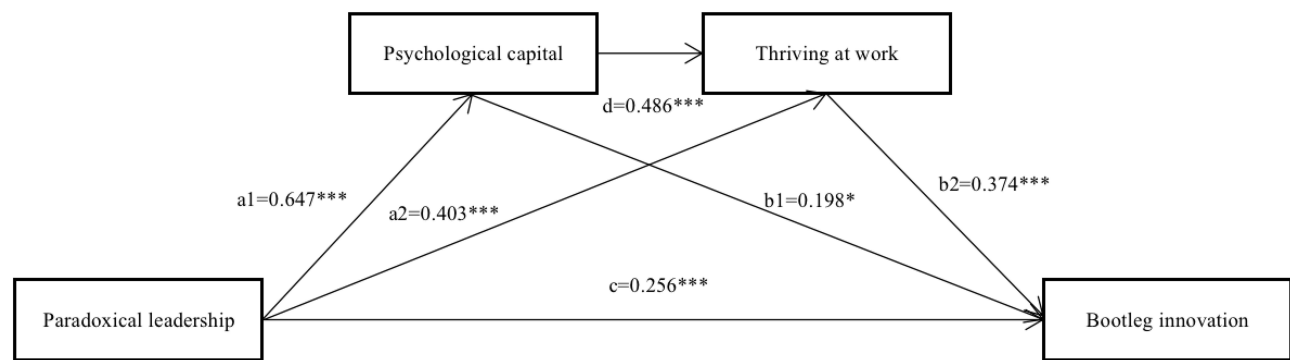 Psychological capital
Thriving at work
d=0.486***
a1=0.647***
a2=0.403***
b1=0.198*
b2=0.374***
c=0.256***
Paradoxical leadership
Bootleg innovation